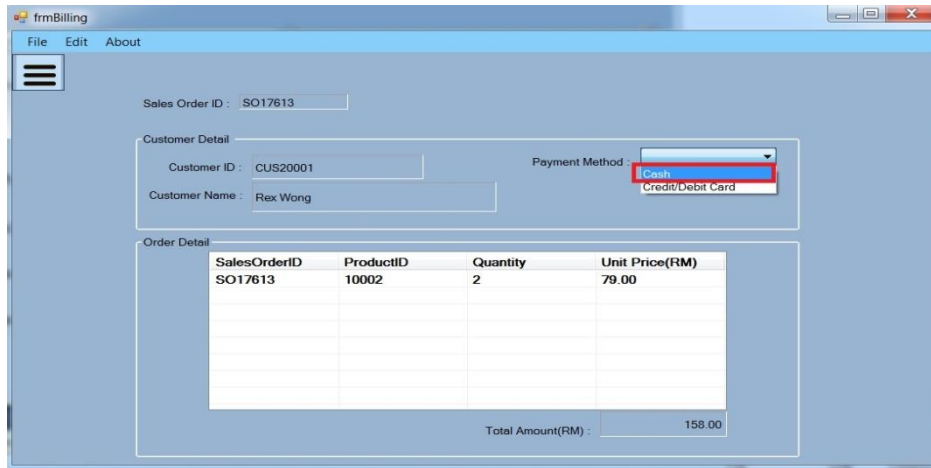 frmBilling
File Edit About
Sales Order ID : SO17613
Customer Detail
Customer ID : CUS20001
Payment Method :
Cash
Credit/Debit Card
Customer Name : Rex Wong
Order Detail
SalesOrderID ProductID Quantity Unit Price(RM)
SO17613 10002 2 79.00
Total Amount(RM) : 158.00